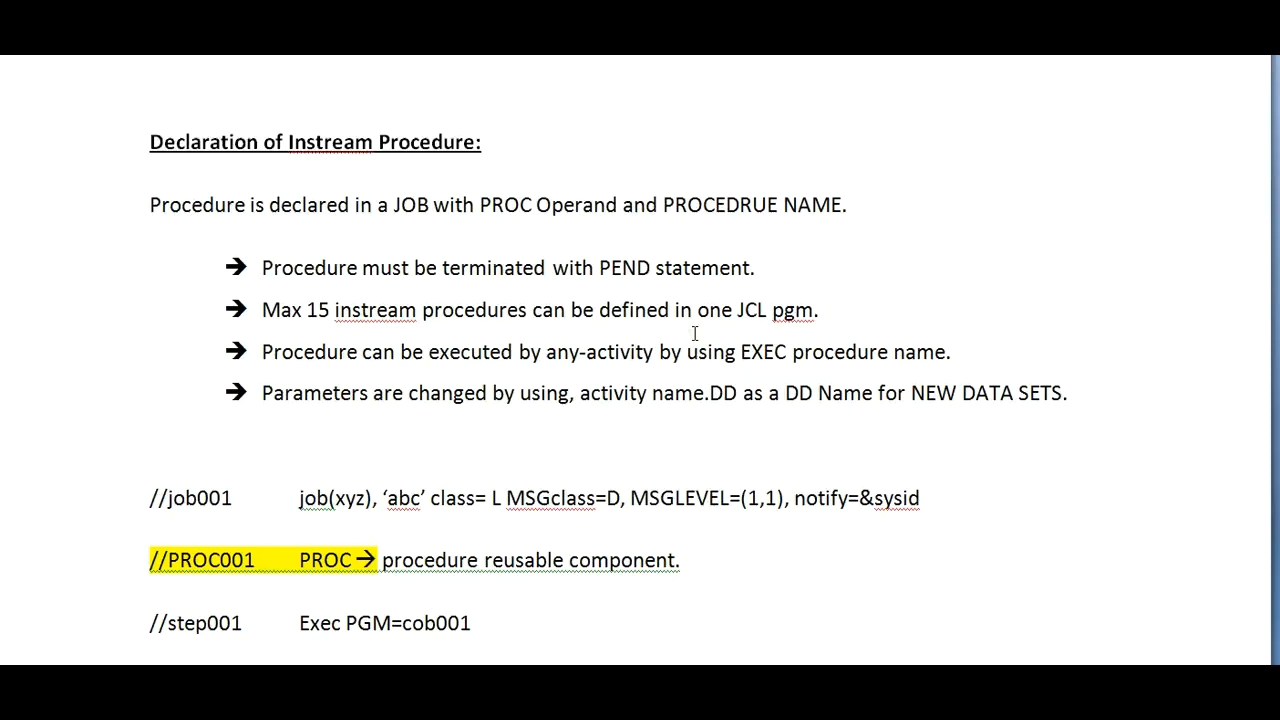 Declaration of Instream Procedure:
Procedure is declared in a JOB with PROC Operand and PROCEDRUE NAME.
➔ Procedure must be terminated with PEND statement.
➔ Max 15 instream procedures can be defined in one JCL pgm.
➔ Procedure can be executed by any-activity by using EXEC procedure name.
➔ Parameters are changed by using, activity name.DD as a DD Name for NEW DATA SETS.
//job001 job(xyz), ‘abc’ class= L MSGclass=D, MSGLEVEL=(1,1), notify=&sysid
//PROC001 PROC → procedure reusable component.
//step001 Exec PGM=cob001